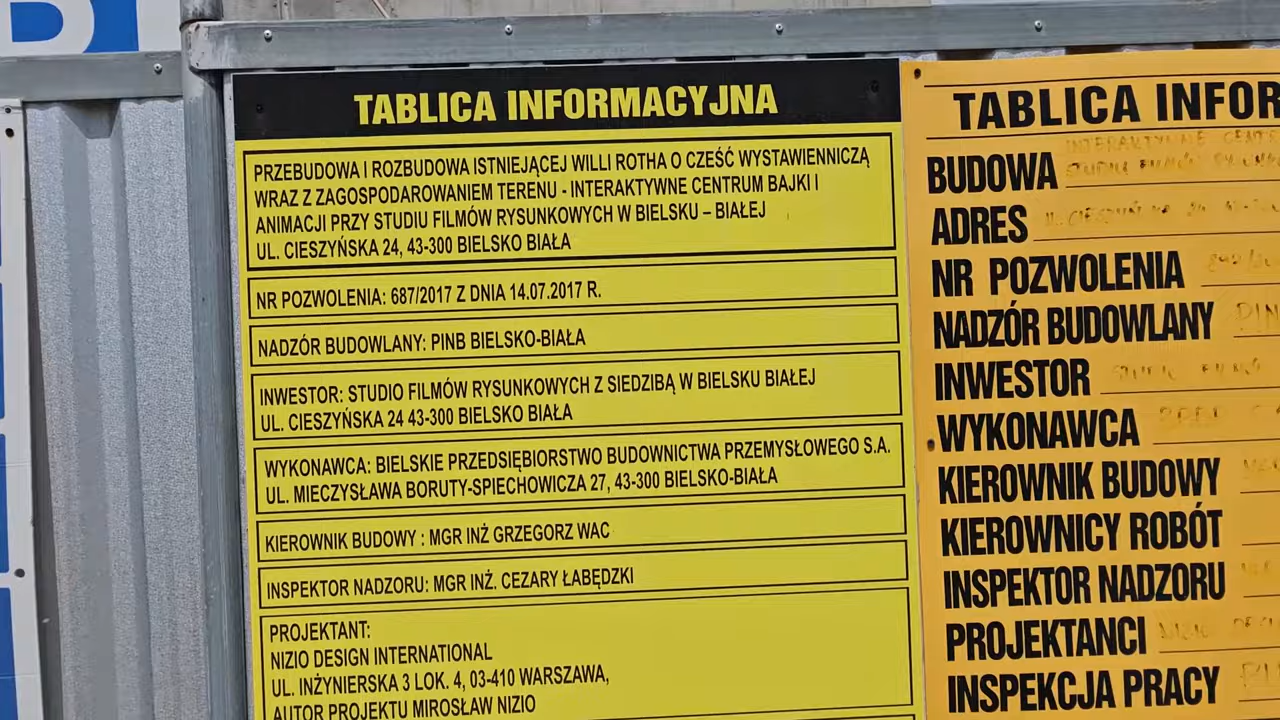 TABLICA INFORMACYJNA
PRZEBUDOWA I ROZBUDOWA ISTNIEJĄCEJ WILLI ROTHA O CZEŚĆ WYSTAWIENNICZĄ
WRAZ Z ZAGOSPODAROWANIEM TERENU - INTERAKTYWNE CENTRUM BAJKI I
ANIMACJI PRZY STUDIU FILMÓW RYSUNKOWYCH W BIELSKU – BIAŁEJ
UL. CIESZYŃSKA 24, 43-300 BIELSKO BIAŁA
NR POZWOLENIA: 687/2017 Z DNIA 14.07.2017 R.
NADZÓR BUDOWLANY: PINB BIELSKO-BIAŁA
INWESTOR: STUDIO FILMÓW RYSUNKOWYCH Z SIEDZIBĄ W BIELSKU BIAŁEJ
UL. CIESZYŃSKA 24 43-300 BIELSKO BIAŁA
WYKONAWCA: BIELSKIE PRZEDSIĘBIORSTWO BUDOWNICTWA PRZEMYSŁOWEGO S.A.
UL. MIECZYSŁAWA BORUTY-SPIECHOWICZA 27, 43-300 BIELSKO-BIAŁA
KIEROWNIK BUDOWY : MGR INŻ GRZEGORZ WAC
INSPEKTOR NADZORU: MGR INŻ. CEZARY ŁABĘDZKI
PROJEKTANT:
NIZIO DESIGN INTERNATIONAL
UL. INŻYNIERSKA 3 LOK. 4, 03-410 WARSZAWA,
AUTOR PROJEKTU MIROSŁAW NIZIO
TABLICA INFOR
BUDOWA INTERAKTYWNE
ADRES
NR POZWOLENIA
NADZÓR BUDOWLANY PIN
INWESTOR
WYKONAWCA
KIEROWNIK BUDOWY
KIEROWNICY ROBÓT
INSPEKTOR NADZORU
PROJEKTANCI
INSPEKCJA PRACY